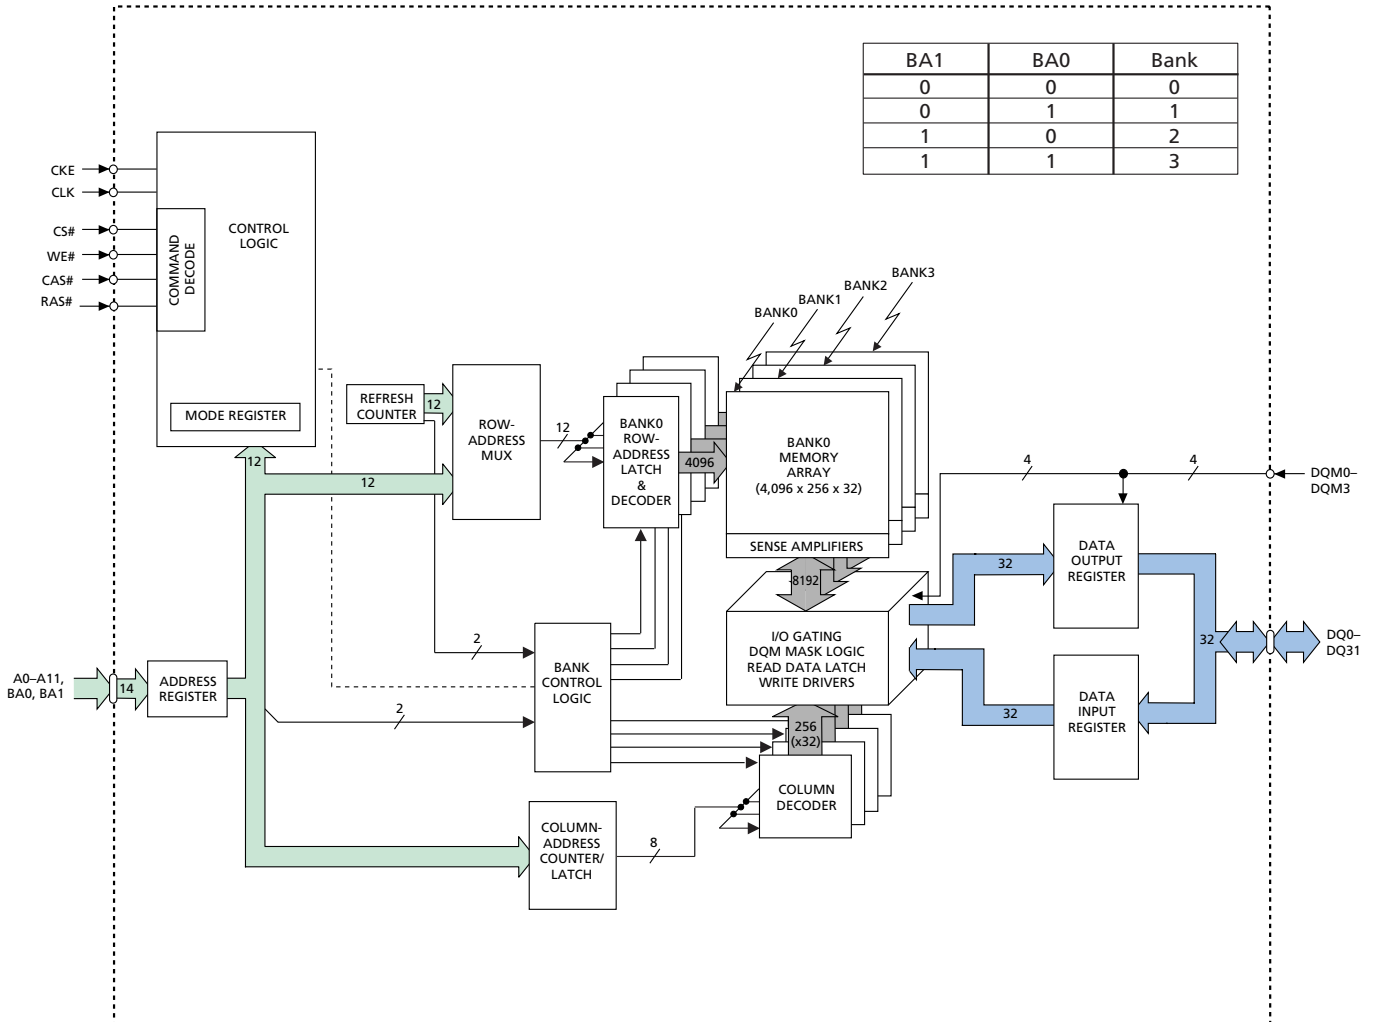 BA1 BA0 Bank
0 0 0
0 1 1
1 0 2
1 1 3
CKE
CLK
CS#
WE#
CAS#
RAS#
COMMAND
DECODE
CONTROL
LOGIC
MODE REGISTER
12
12
REFRESH
COUNTER
12
ROW-
ADDRESS
MUX
12
BANK0
ROW-
ADDRESS
LATCH
&
DECODER
4096
BANK0
BANK1
BANK2
BANK3
BANK0
MEMORY
ARRAY
(4,096 x 256 x 32)
SENSE AMPLIFIERS
8192
I/O GATING
DQM MASK LOGIC
READ DATA LATCH
WRITE DRIVERS
256
(x32)
COLUMN
DECODER
4
4
DQM0–
DQM3
DATA
OUTPUT
REGISTER
32
32
DQ0–
DQ31
DATA
INPUT
REGISTER
32
A0–A11,
BA0, BA1
14
ADDRESS
REGISTER
2
2
BANK
CONTROL
LOGIC
COLUMN-
ADDRESS
COUNTER/
LATCH
8